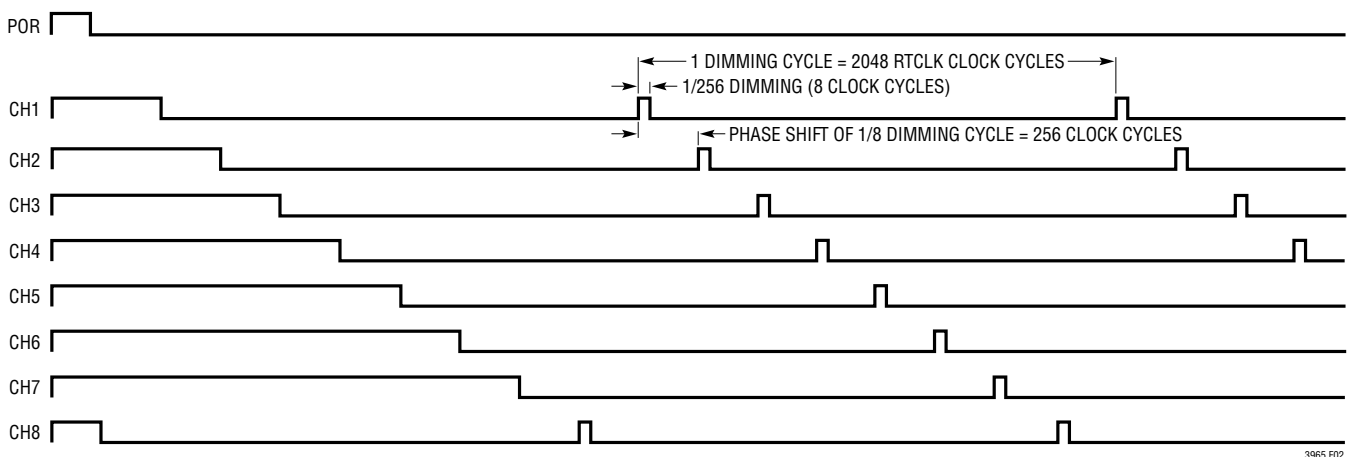 POR
1 DIMMING CYCLE = 2048 RTCLK CLOCK CYCLES
1/256 DIMMING (8 CLOCK CYCLES)
CH1
PHASE SHIFT OF 1/8 DIMMING CYCLE = 256 CLOCK CYCLES
CH2
CH3
CH4
CH5
CH6
CH7
CH8
3965 F02